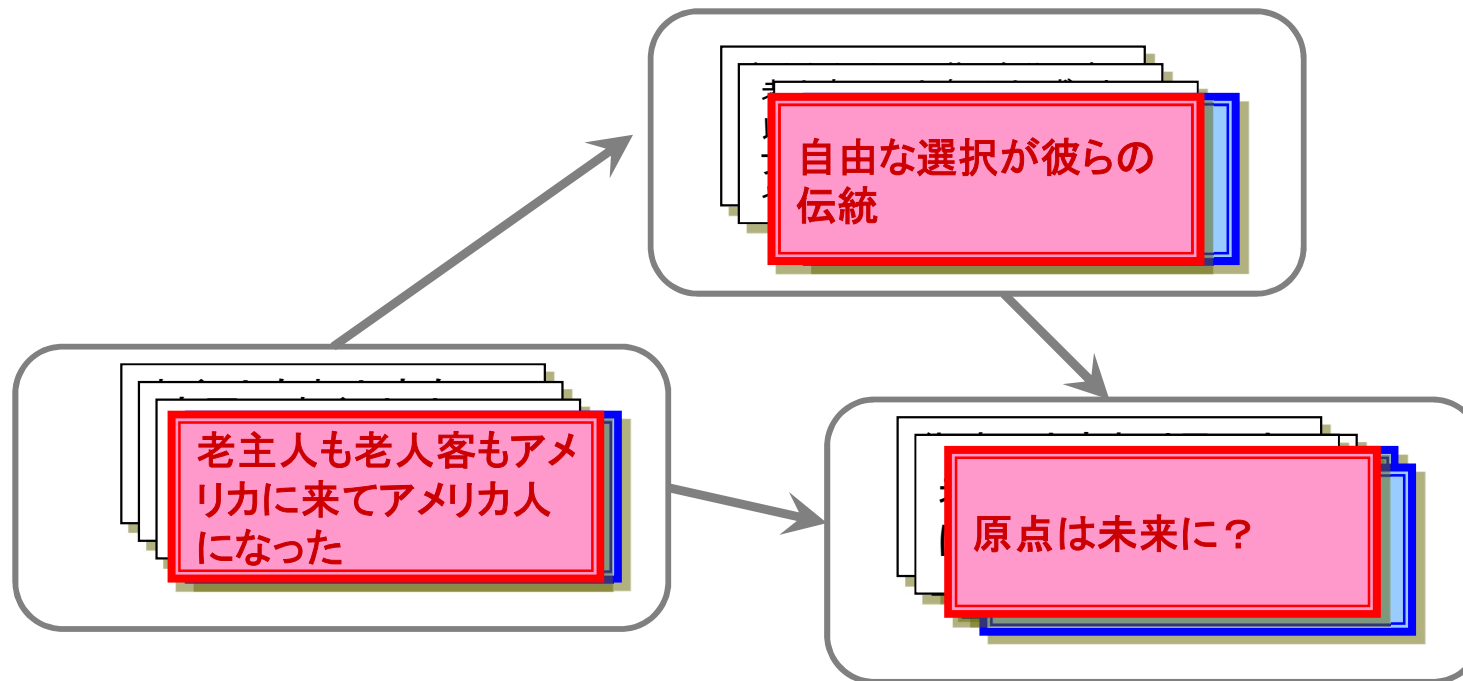 自由な選択が彼らの
伝統
老主人も老人客もアメ
リカに来てアメリカ人
になった
原点は未来に？